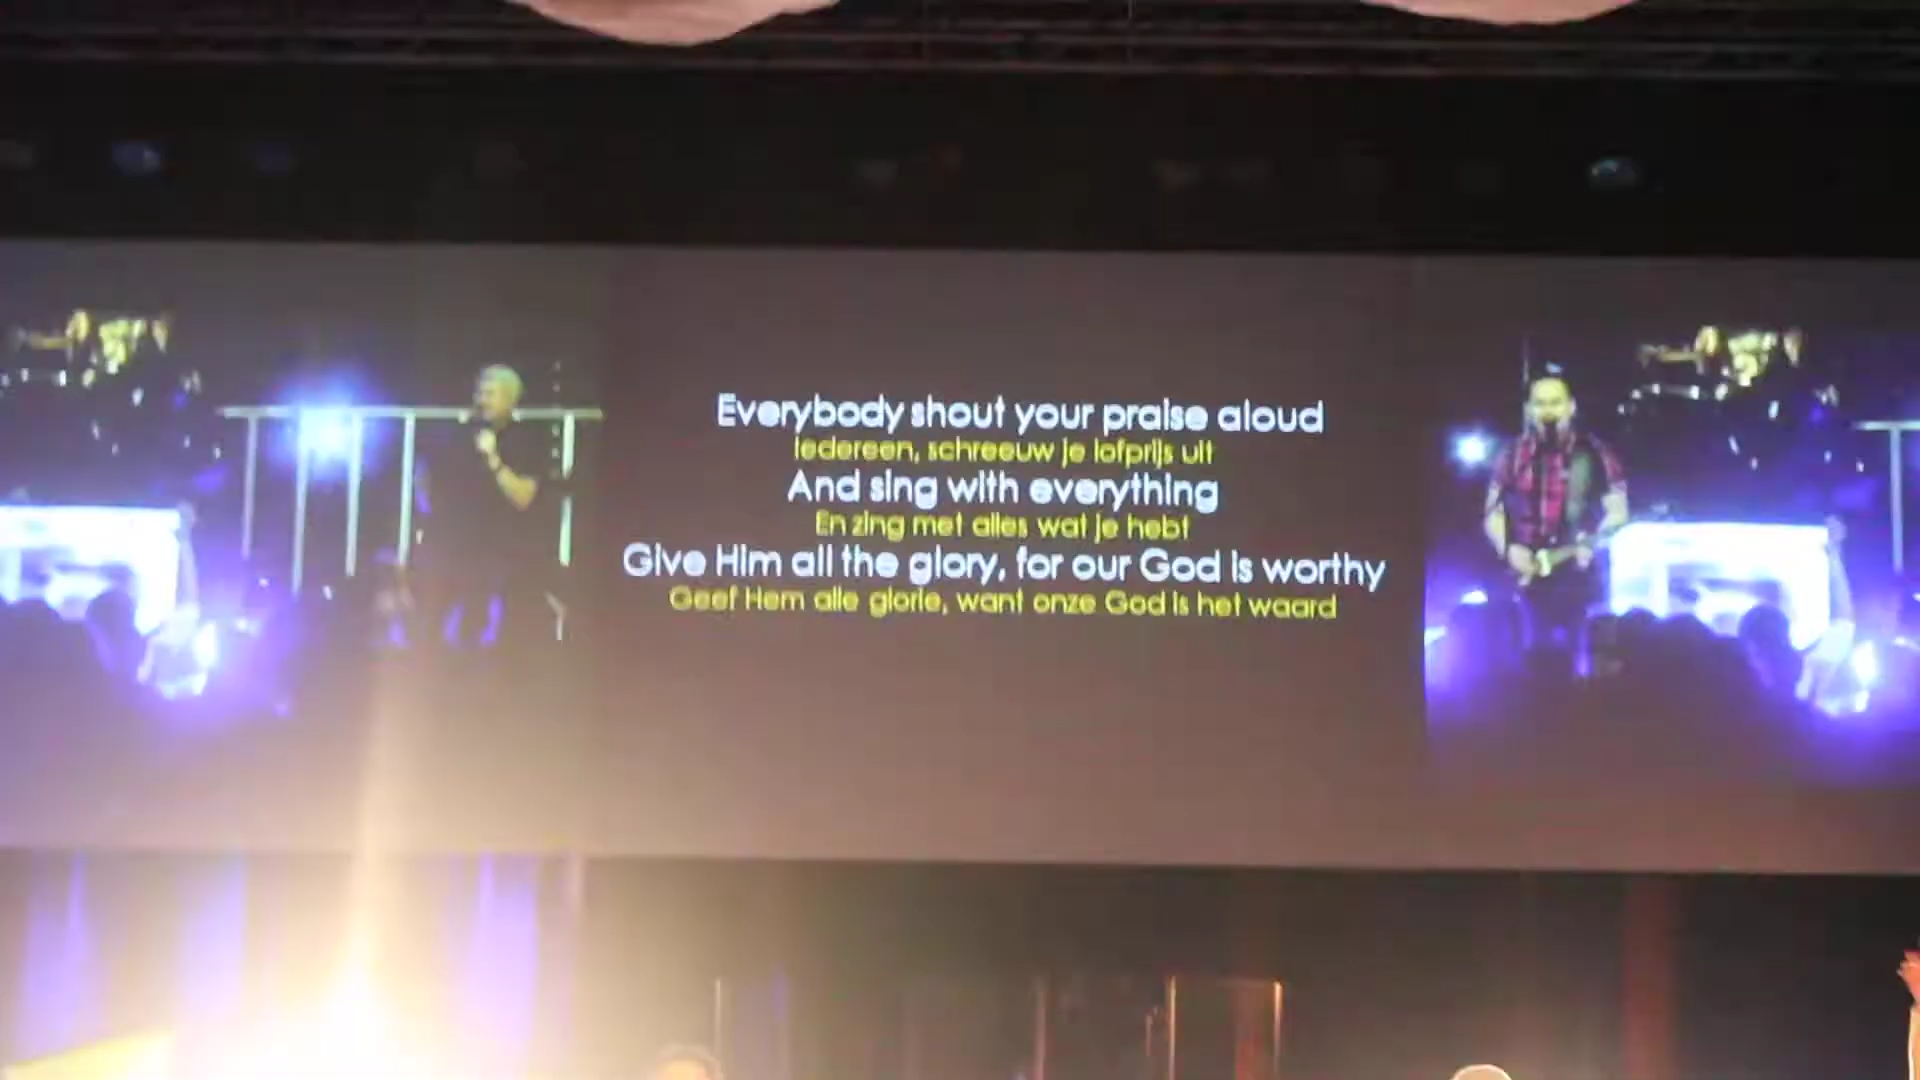 Everybody shout your praise aloud
Iedereen, schreeuw je lofprijs uit
And sing with everything
En zing met alles wat je hebt
Give Him all the glory, for our God is worthy
Geef Hem alle glorie, want onze God is het waard